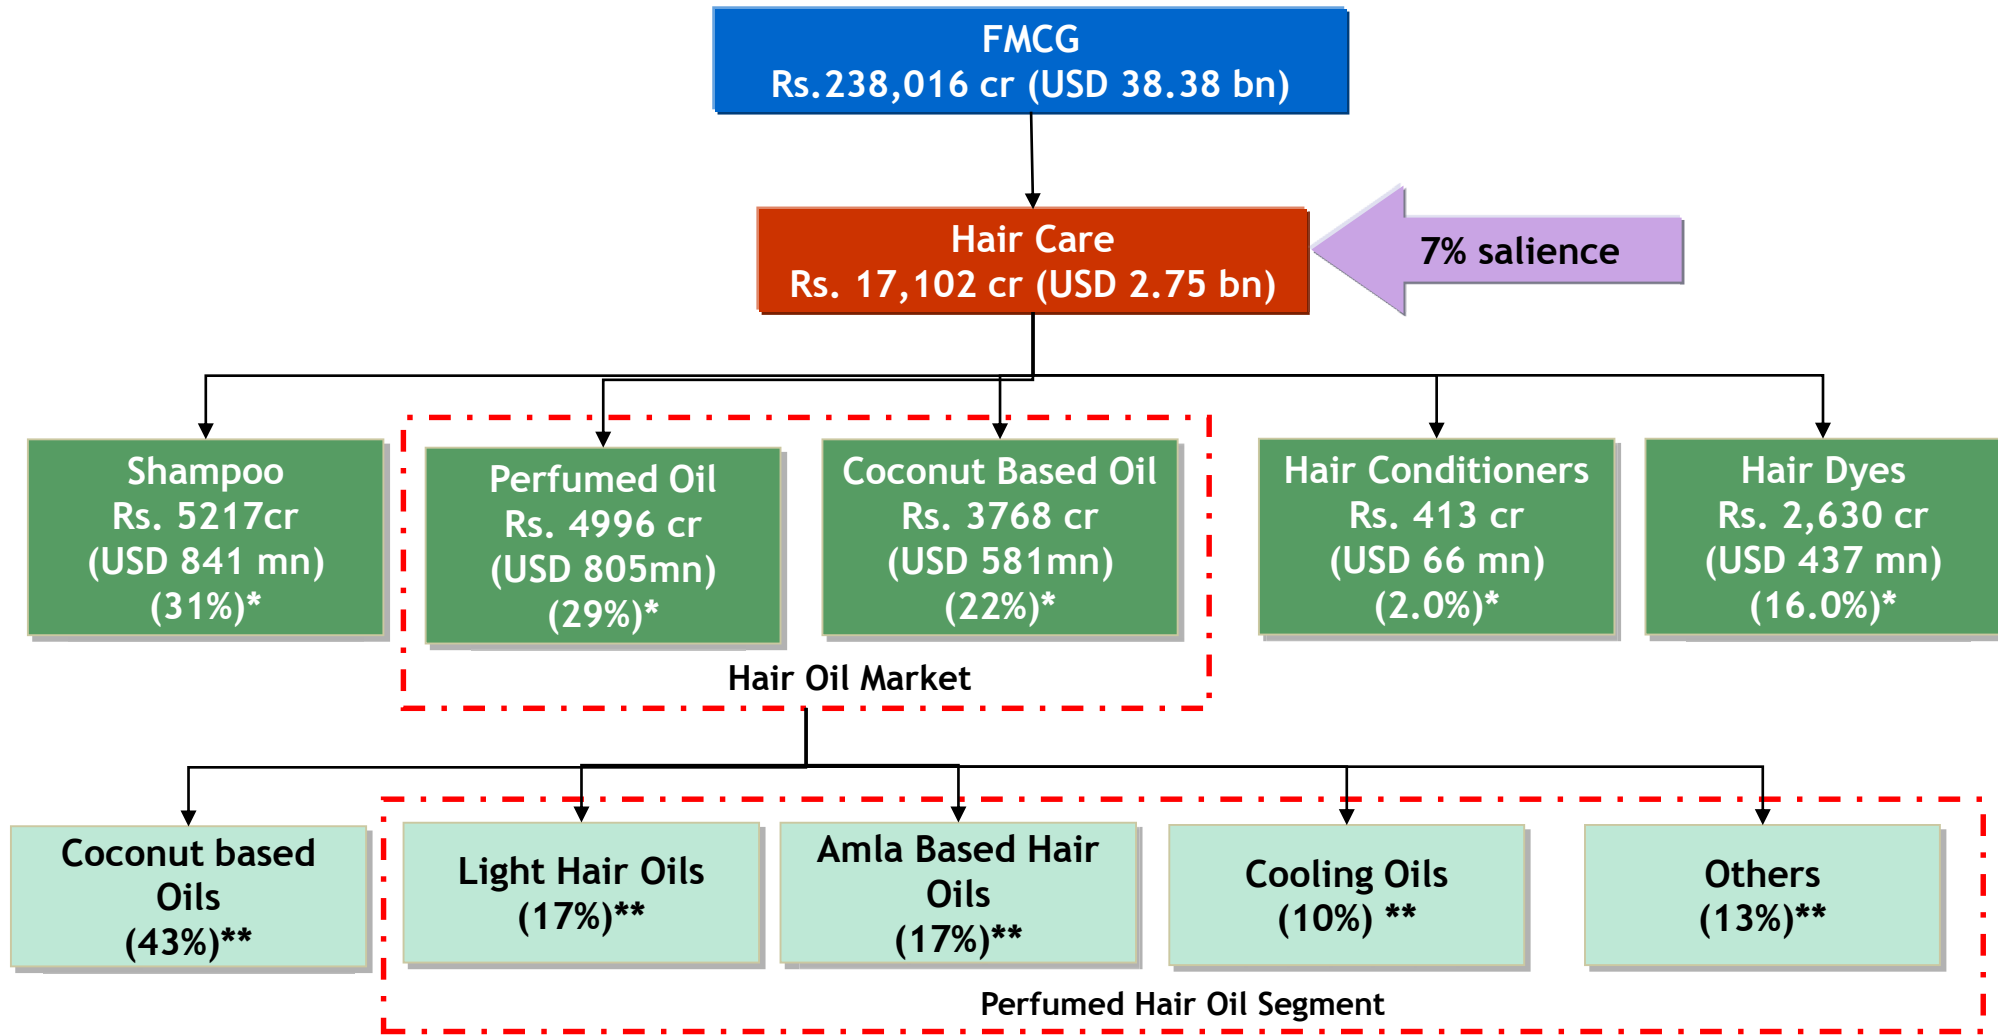 FMCG
Rs.238,016 cr (USD 38.38 bn)
Hair Care
Rs. 17,102 cr (USD 2.75 bn)
7% salience
Shampoo
Rs. 5217cr
(USD 841 mn)
(31%)*
Perfumed Oil
Rs. 4996 cr
(USD 805mn)
(29%)*
Coconut Based Oil
Rs. 3768 cr
(USD 581mn)
(22%)*
Hair Conditioners
Rs. 413 cr
(USD 66 mn)
(2.0%)*
Hair Dyes
Rs. 2,630 cr
(USD 437 mn)
(16.0%)*
Hair Oil Market
Coconut based
Oils
(43%)**
Light Hair Oils
(17%)**
Amla Based Hair
Oils
(17%)**
Cooling Oils
(10%) **
Others
(13%)**
Perfumed Hair Oil Segment